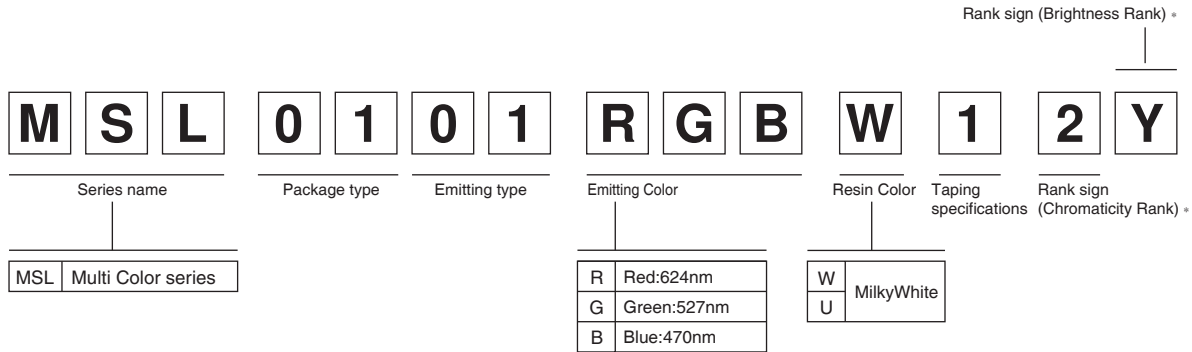 Rank sign (Brightness Rank) *
M S L 0 1 0 1 R G B W 1 2 Y
Series name
Package type
Emitting type
Emitting Color
Resin Color
Taping
specifications
Rank sign
(Chromaticity Rank) *
MSL Multi Color series
R Red:624nm
G Green:527nm
B Blue:470nm
W
U
MilkyWhite